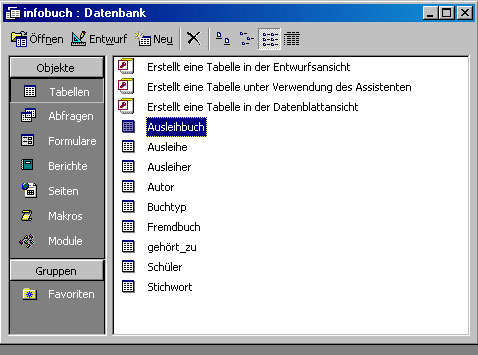 infobuch : Datenbank
Öffnen Entwurf Neu
Objekte
Tabellen
Abfragen
Formulare
Berichte
Seiten
Makros
Module
Gruppen
Favoriten
Erstellt eine Tabelle in der Entwurfsansicht
Erstellt eine Tabelle unter Verwendung des Assistenten
Erstellt eine Tabelle in der Datenblattansicht
Ausleihbuch
Ausleihe
Ausleiher
Autor
Buchtyp
Fremdbuch
gehört_zu
Schüler
Stichwort